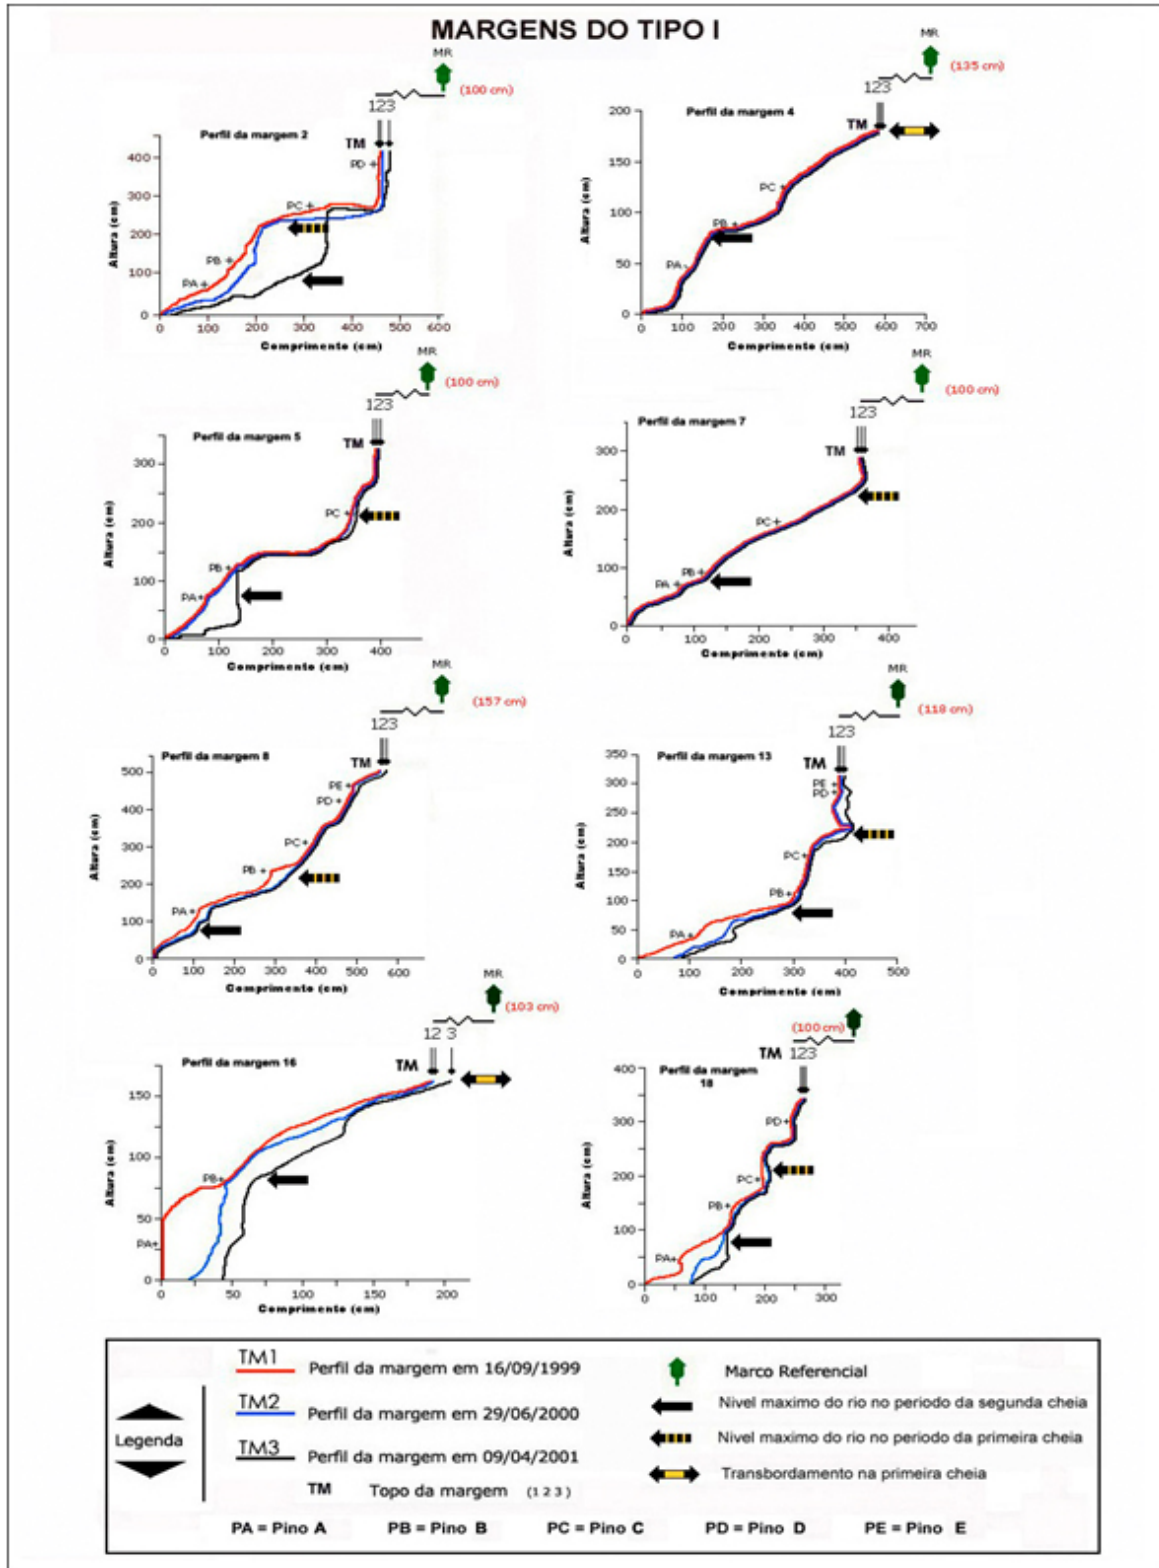 MARGENS DO TIPO I
MR
(100 cm)
123
Perfil da margem 2
TM
PD
PC
PB
PA
Altura (cm)
400
300
200
100
0
0 100 200 300 400 500 600
Comprimento (cm)
MR
(135 cm)
123
Perfil da margem 4
TM
PC
PB
PA
Altura (cm)
200
150
100
50
0
0 100 200 300 400 500 600 700
Comprimento (cm)
MR
(100 cm)
123
Perfil da margem 5
TM
PC
PB
PA
Altura (cm)
300
200
100
0
0 100 200 300 400
Comprimento (cm)
MR
(100 cm)
123
Perfil da margem 7
TM
PC
PB
PA
Altura (cm)
300
200
100
0
0 100 200 300 400
Comprimento (cm)
MR
(157 cm)
123
Perfil da margem 8
TM
PE
PD
PC
PB
PA
Altura (cm)
500
400
300
200
100
0
0 100 200 300 400 500 600
Comprimento (cm)
MR
(118 cm)
123
Perfil da margem 13
TM
PE
PD
PC
PB
PA
Altura (cm)
350
300
250
200
150
100
50
0
0 100 200 300 400 500
Comprimento (cm)
MR
(103 cm)
12 3
Perfil da margem 16
TM
PB
PA
Altura (cm)
150
100
50
0
0 50 100 150 200
Comprimento (cm)
(100 cm)
TM 123
Perfil da margem
18
PD
PC
PB
PA
Altura (cm)
400
300
200
100
0
0 100 200 300
Legenda
TM1 Perfil da margem em 16/09/1999
TM2 Perfil da margem em 29/06/2000
TM3 Perfil da margem em 09/04/2001
TM Topo da margem (1 2 3)
Marco Referencial
Nivel maximo do rio no periodo da segunda cheia
Nivel maximo do rio no periodo da primeira cheia
Transbordamento na primeira cheia
PA = Pino A PB = Pino B PC = Pino C PD = Pino D PE = Pino E